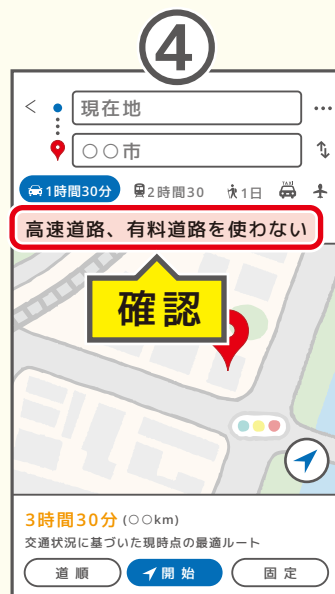 ④
現在地
○○市
1時間30分 2時間30 1日
高速道路、有料道路を使わない
確認
3時間30分(○○km)
交通状況に基づいた現時点の最適ルート
道順 開始 固定